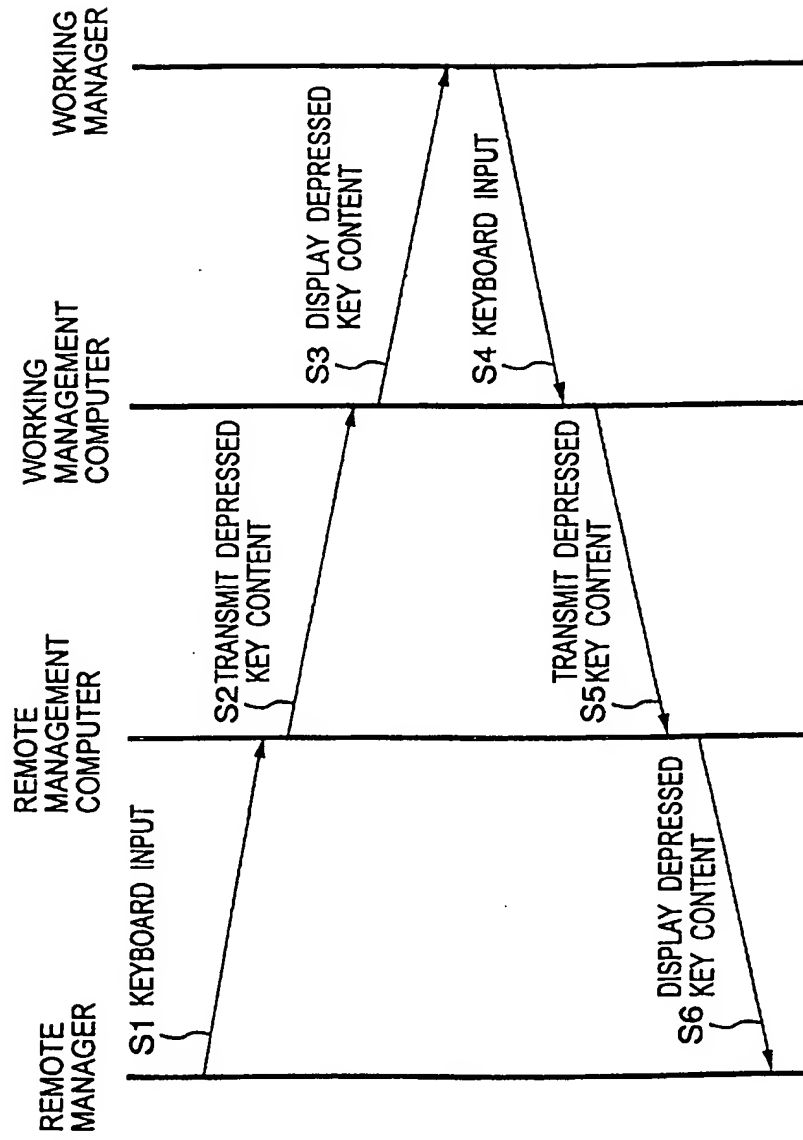 REMOTE
MANAGER
REMOTE
MANAGEMENT
COMPUTER
WORKING
MANAGEMENT
COMPUTER
WORKING
MANAGER
S1 KEYBOARD INPUT
S2 TRANSMIT DEPRESSED
KEY CONTENT
S3 DISPLAY DEPRESSED
KEY CONTENT
S4 KEYBOARD INPUT
TRANSMIT DEPRESSED
S5 KEY CONTENT
DISPLAY DEPRESSED
S6 KEY CONTENT